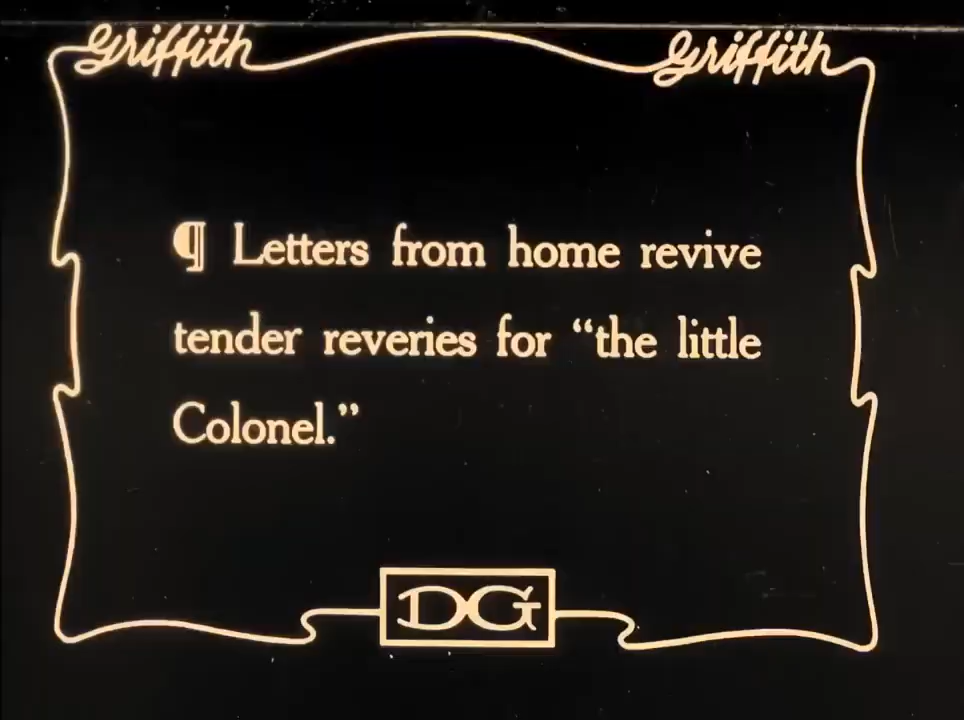 Griffith Griffith
¶ Letters from home revive
tender reveries for “the little
Colonel.”
DG